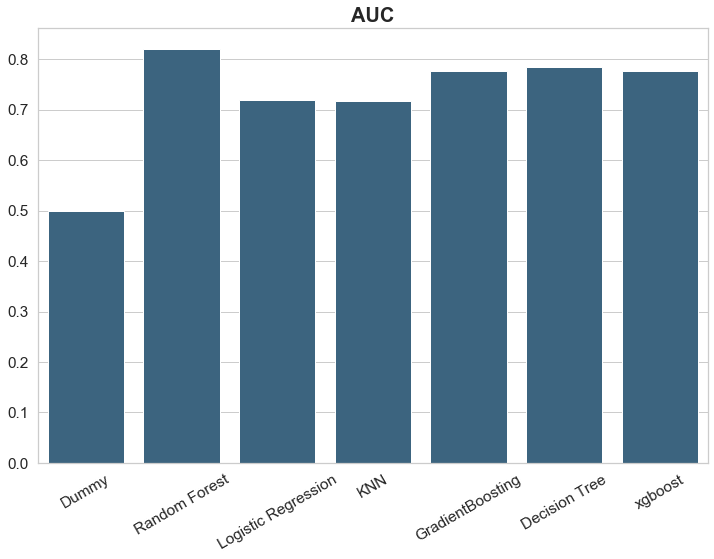 AUC
0.8
0.7
0.6
0.5
0.4
0.3
0.2
0.1
0.0
Dummy
Random Forest
Logistic Regression
KNN
GradientBoosting
Decision Tree
xgboost